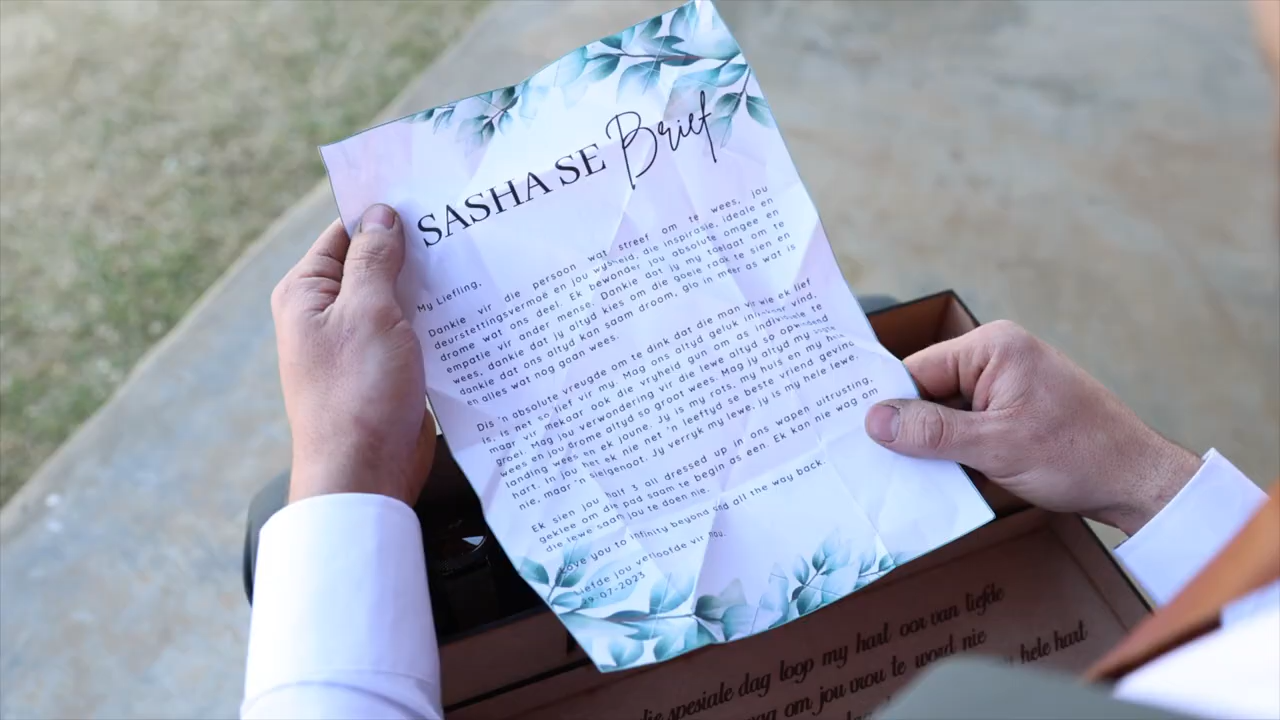 SASHA SE Brief
My Liefling,
Dankie vir die persoon wat streef om te wees, jou
deursettingsvermoë en jou wysheid, die inspirasie, ideale en
drome wat ons deel. Ek bewonder jou absolute omgee en
empatie vir ander mense. Dankie dat jy my toelaat om te
wees, dankie dat jy altyd kies om die goeie raak te sien en
dankie dat ons altyd kan saam droom, glo in meer as wat is
en alles wat nog gaan wees.
Dis 'n absolute vreugde om te dink dat die man vir wie ek lief
is, is net so lief vir my. Mag ons altyd geluk in mekaar vind,
maar vir mekaar ook die vryheid gun om as individue te
groei. Mag jou verwondering vir die lewe altyd so opwindend
wees en jou drome altyd so groot wees. Mag jy altyd my
landing wees en ek joune. Jy is my rots, my huis en my
hart. In jou het ek nie net 'n leeftyd se beste vriend gevind
nie, maar 'n sielgenoot. Jy verryk my lewe, jy is my hele lewe.
Ek sien jou half 3 all dressed up in ons wapen uitrusting,
geklee om die pad saam te begin as een. Ek kan nie wag om
die lewe saam jou te doen nie.
Love you to infinity beyond and all the way back.
Liefde jou verloofde vir nou.
29-07-2023
die spesiale dag loop my hart oor van liefde
om jou vrou te word nie
hele hart